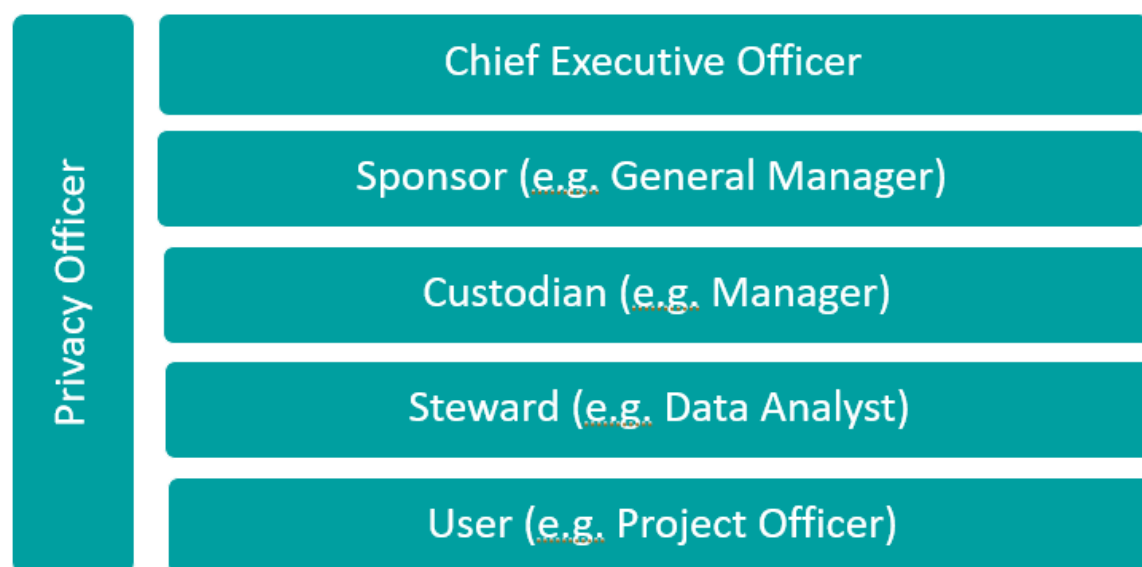 Privacy Officer
Chief Executive Officer
Sponsor (e.g. General Manager)
Custodian (e.g. Manager)
Steward (e.g. Data Analyst)
User (e.g. Project Officer)